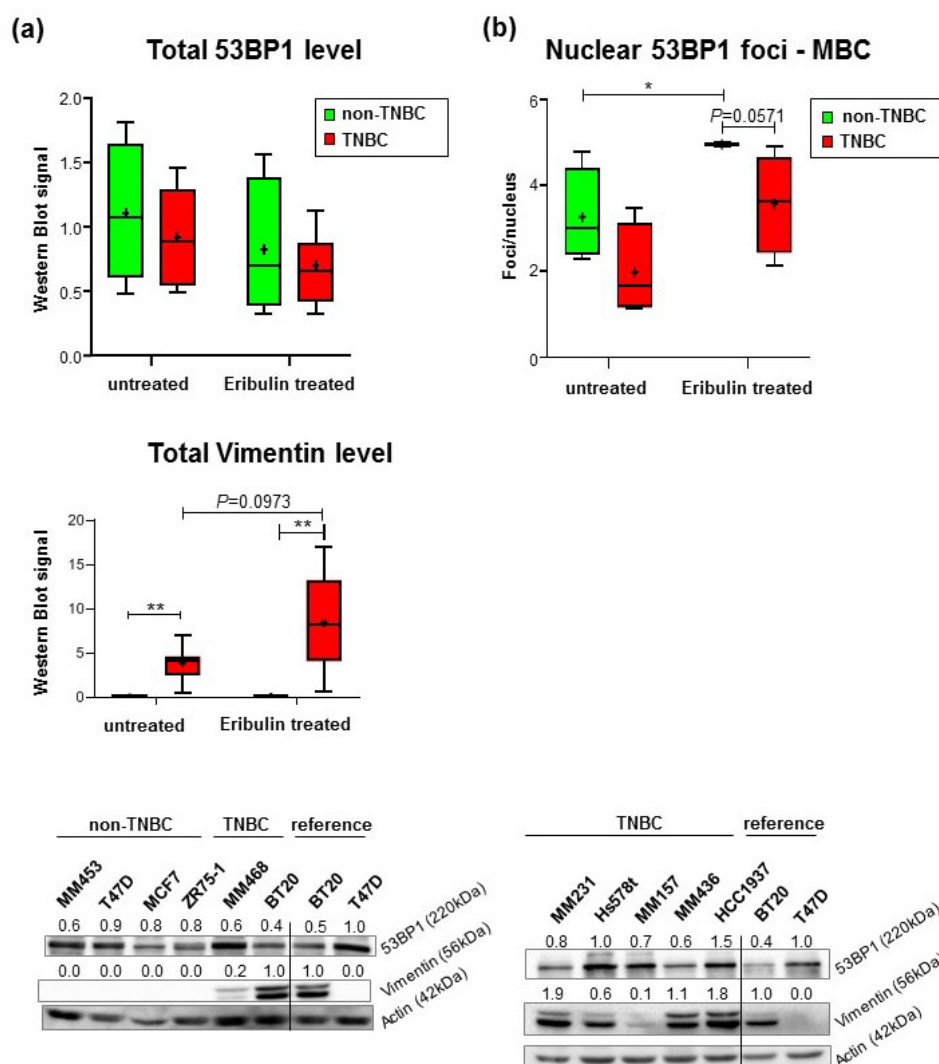 (a)
Total 53BP1 level
Western Blot signal
2.0
1.5
1.0
0.5
0.0
non-TNBC
TNBC
untreated
Eribulin treated
(b)
Nuclear 53BP1 foci - MBC
Foci/nucleus
6
4
2
0
*
P=0.0571
non-TNBC
TNBC
untreated
Eribulin treated
Total Vimentin level
Western Blot signal
20
15
10
5
0
P=0.0973
**
**
untreated
Eribulin treated
non-TNBC TNBC reference
MM453 T47D MCF7 ZR75-1 MM468 BT20 BT20 T47D
0.6 0.9 0.8 0.8 0.6 0.4 0.5 1.0
53BP1 (220kDa)
0.0 0.0 0.0 0.0 0.2 1.0 1.0 0.0
Vimentin (56kDa)
Actin (42kDa)
TNBC reference
MM231 Hs578t MM157 MM436 HCC1937 BT20 T47D
0.8 1.0 0.7 0.6 1.5 0.4 1.0
53BP1 (220kDa)
1.9 0.6 0.1 1.1 1.8 1.0 0.0
Vimentin (56kDa)
Actin (42kDa)